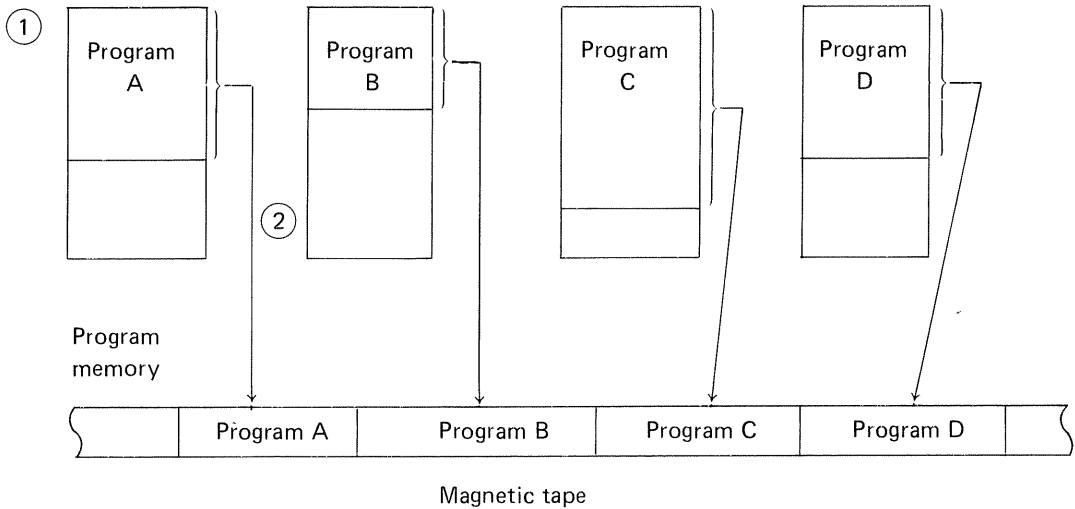 1
Program
A
Program
B
Program
C
Program
D
2
Program
memory
Program A
Program B
Program C
Program D
Magnetic tape